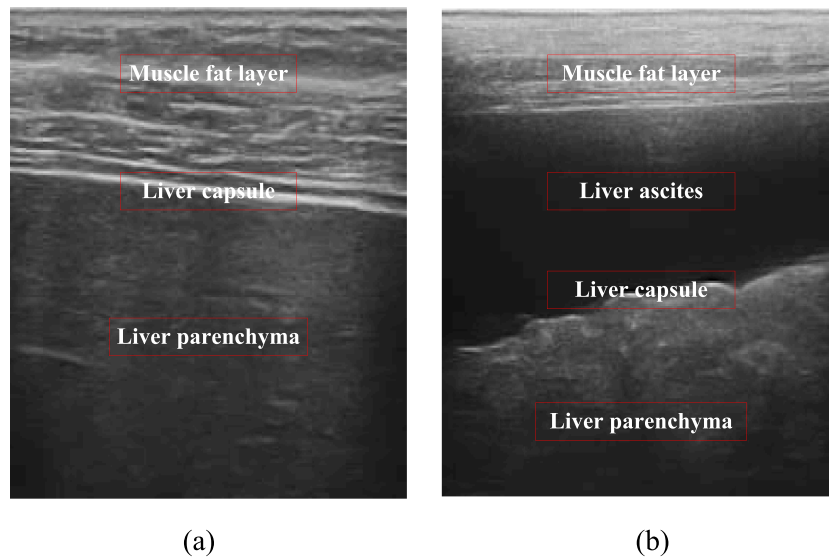 Muscle fat layer
Liver capsule
Liver parenchyma
(a)
Muscle fat layer
Liver ascites
Liver capsule
Liver parenchyma
(b)